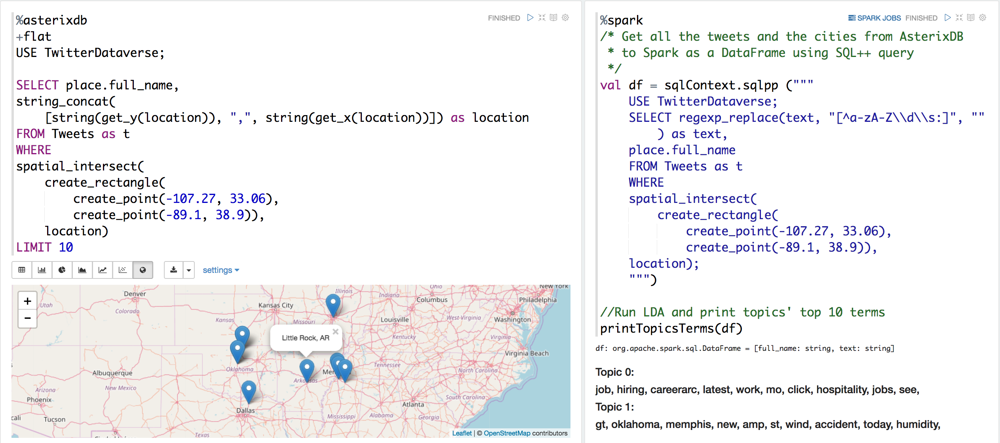 %asterixdb
FINISHED
+flat
USE TwitterDataverse;
SELECT place.full_name,
string_concat(
[string(get_y(location)), ",", string(get_x(location))]) as location
FROM Tweets as t
WHERE
spatial_intersect(
create_rectangle(
create_point(-107.27, 33.06),
create_point(-89.1, 38.9)),
location)
LIMIT 10
settings
+
−
New York
Ohio
Illinois
Indiana
Denver
Columbus
Philadelphia
Utah
Kansas City
Colorado
Kansas
Missouri
Louisville
West Virginia
Washington
Little Rock, AR
×
Kentucky
Virginia
Virginia Beach
Oklahoma
Tennessee
Albuquerque
North Carolina
Arkansas
New Mexico
Arizona
Phoenix
South Carolina
Atlanta
Dallas
cali
Tucson
Mississippi
Alabama
Georgia
Texas
Leaflet | © OpenStreetMap contributors
%spark
SPARK JOBS FINISHED
/* Get all the tweets and the cities from AsterixDB
* to Spark as a DataFrame using SQL++ query
*/
val df = sqlContext.sqlpp ("""
USE TwitterDataverse;
SELECT regexp_replace(text, "[^a-zA-Z\\d\\s:]", ""
) as text,
place.full_name
FROM Tweets as t
WHERE
spatial_intersect(
create_rectangle(
create_point(-107.27, 33.06),
create_point(-89.1, 38.9)),
location);
""")
//Run LDA and print topics' top 10 terms
printTopicsTerms(df)
df: org.apache.spark.sql.DataFrame = [full_name: string, text: string]
Topic 0:
job, hiring, careerarc, latest, work, mo, click, hospitality, jobs, see,
Topic 1:
gt, oklahoma, memphis, new, amp, st, wind, accident, today, humidity,